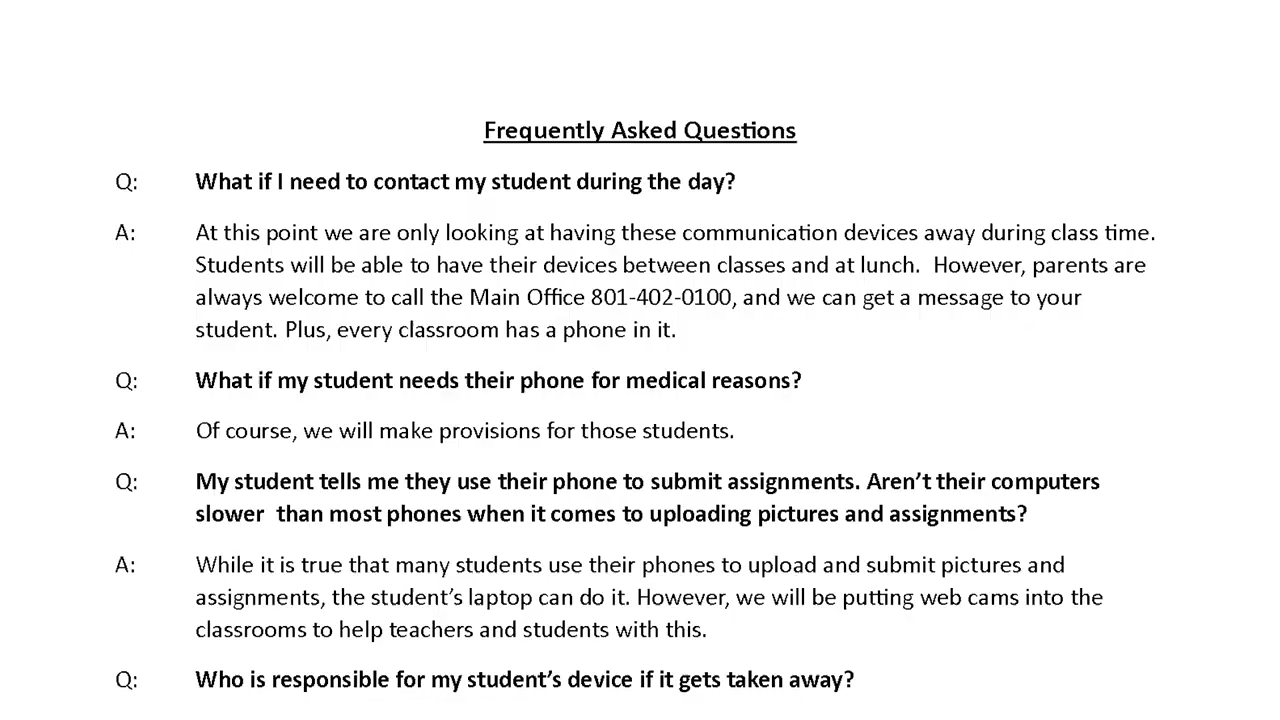 Frequently Asked Questions
Q: What if I need to contact my student during the day?
A: At this point we are only looking at having these communication devices away during class time.
Students will be able to have their devices between classes and at lunch.  However, parents are
always welcome to call the Main Office 801-402-0100, and we can get a message to your
student. Plus, every classroom has a phone in it.
Q: What if my student needs their phone for medical reasons?
A: Of course, we will make provisions for those students.
Q: My student tells me they use their phone to submit assignments. Aren’t their computers
slower  than most phones when it comes to uploading pictures and assignments?
A: While it is true that many students use their phones to upload and submit pictures and
assignments, the student’s laptop can do it. However, we will be putting web cams into the
classrooms to help teachers and students with this.
Q: Who is responsible for my student’s device if it gets taken away?